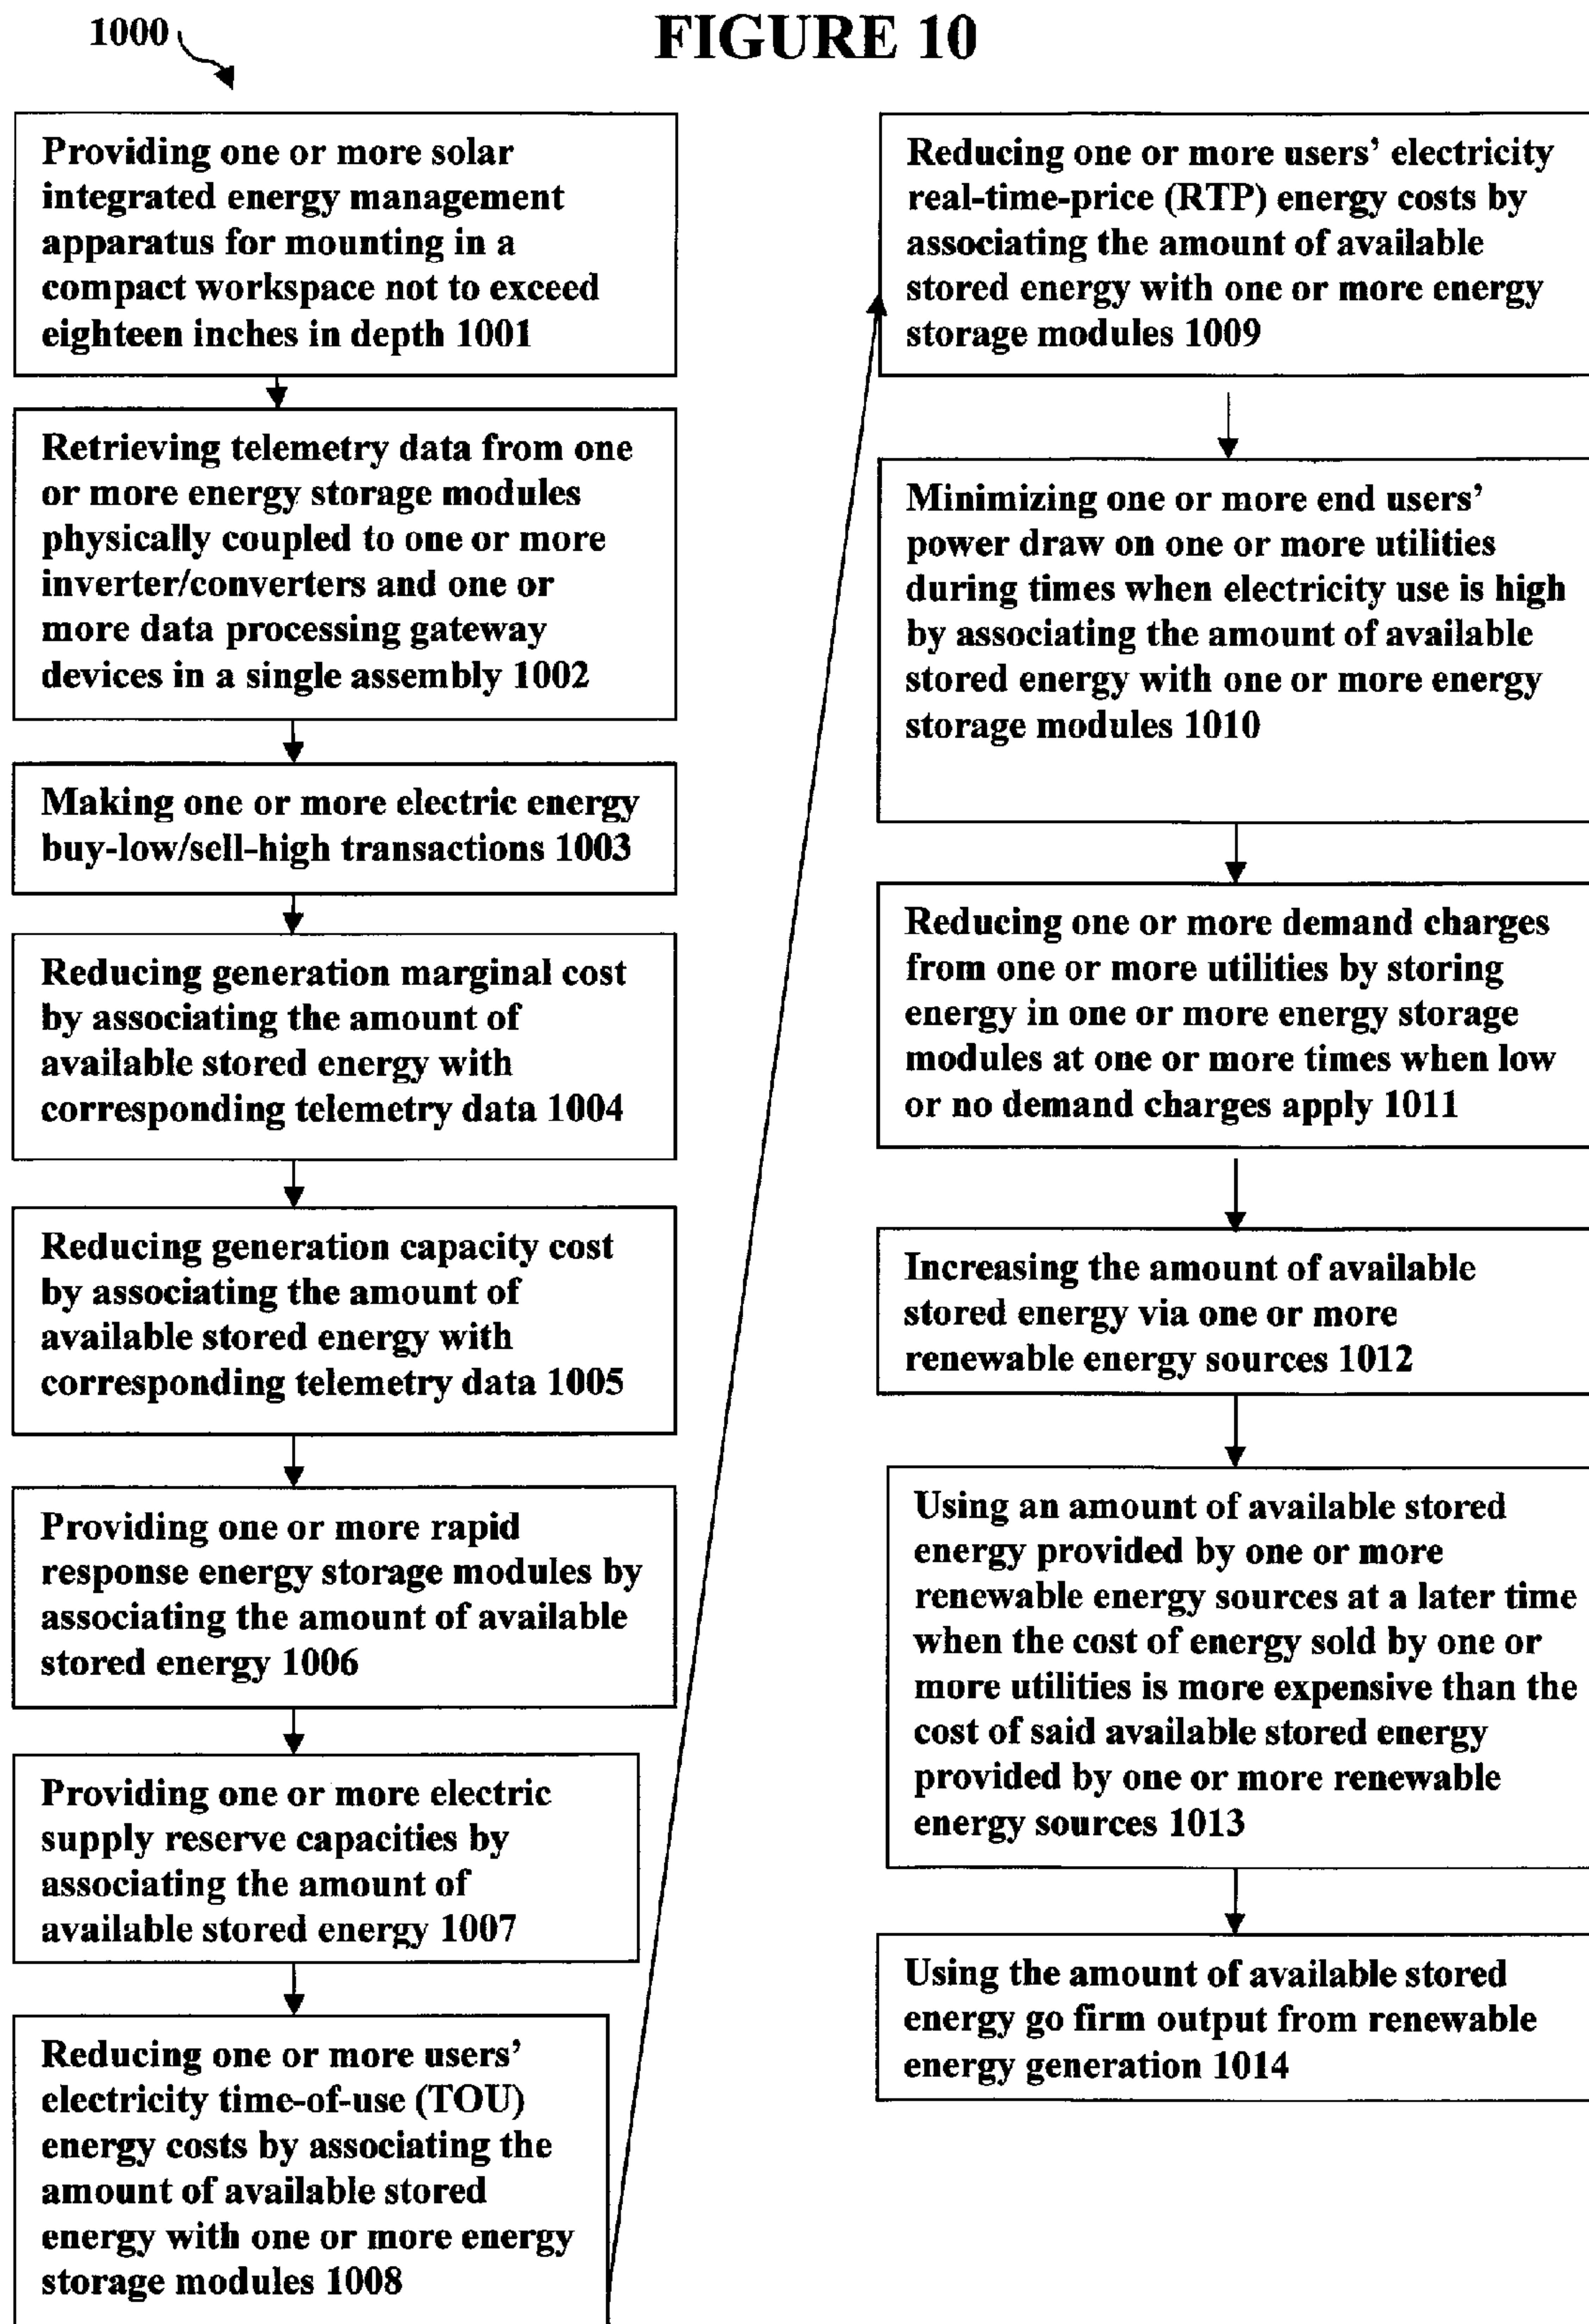 1000
FIGURE 10
Providing one or more solar
integrated energy management
apparatus for mounting in a
compact workspace not to exceed
eighteen inches in depth 1001
Retrieving telemetry data from one
or more energy storage modules
physically coupled to one or more
inverter/converters and one or
more data processing gateway
devices in a single assembly 1002
Making one or more electric energy
buy-low/sell-high transactions 1003
Reducing generation marginal cost
by associating the amount of
available stored energy with
corresponding telemetry data 1004
Reducing generation capacity cost
by associating the amount of
available stored energy with
corresponding telemetry data 1005
Providing one or more rapid
response energy storage modules by
associating the amount of available
stored energy 1006
Providing one or more electric
supply reserve capacities by
associating the amount of
available stored energy 1007
Reducing one or more users’
electricity time-of-use (TOU)
energy costs by associating the
amount of available stored
energy with one or more energy
storage modules 1008
Reducing one or more users’ electricity
real-time-price (RTP) energy costs by
associating the amount of available
stored energy with one or more energy
storage modules 1009
Minimizing one or more end users’
power draw on one or more utilities
during times when electricity use is high
by associating the amount of available
stored energy with one or more energy
storage modules 1010
Reducing one or more demand charges
from one or more utilities by storing
energy in one or more energy storage
modules at one or more times when low
or no demand charges apply 1011
Increasing the amount of available
stored energy via one or more
renewable energy sources 1012
Using an amount of available stored
energy provided by one or more
renewable energy sources at a later time
when the cost of energy sold by one or
more utilities is more expensive than the
cost of said available stored energy
provided by one or more renewable
energy sources 1013
Using the amount of available stored
energy go firm output from renewable
energy generation 1014